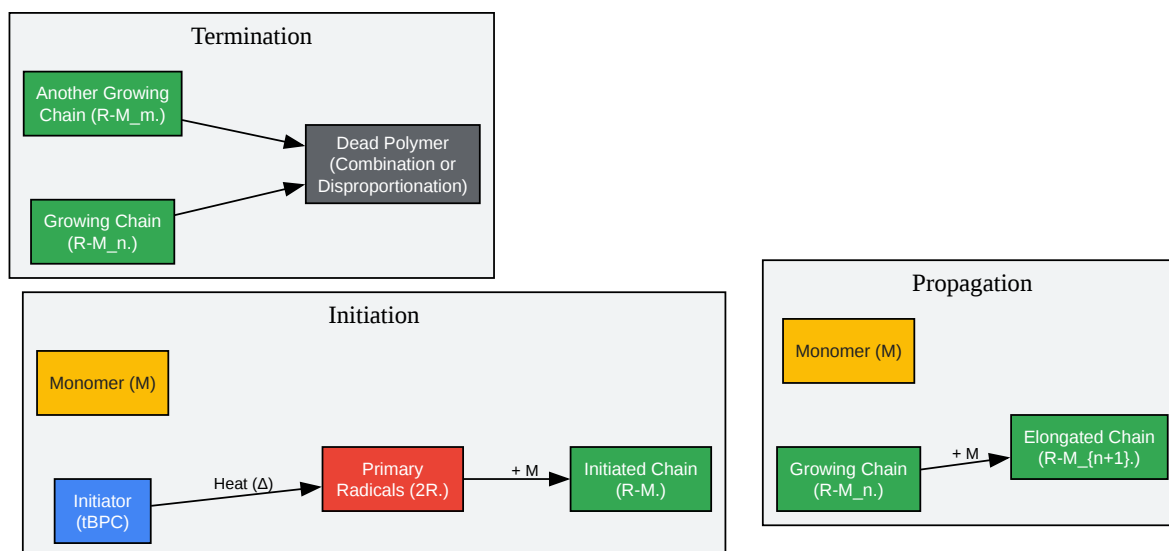 Termination
Another Growing
Chain (R-M_m.)
Dead Polymer
(Combination or
Disproportionation)
Growing Chain
(R-M_n.)
Initiation
Monomer (M)
Initiator
(tBPC)
Heat (Δ)
Primary
Radicals (2R.)
+ M
Initiated Chain
(R-M.)
Propagation
Monomer (M)
Growing Chain
(R-M_n.)
+ M
Elongated Chain
(R-M_{n+1}.)